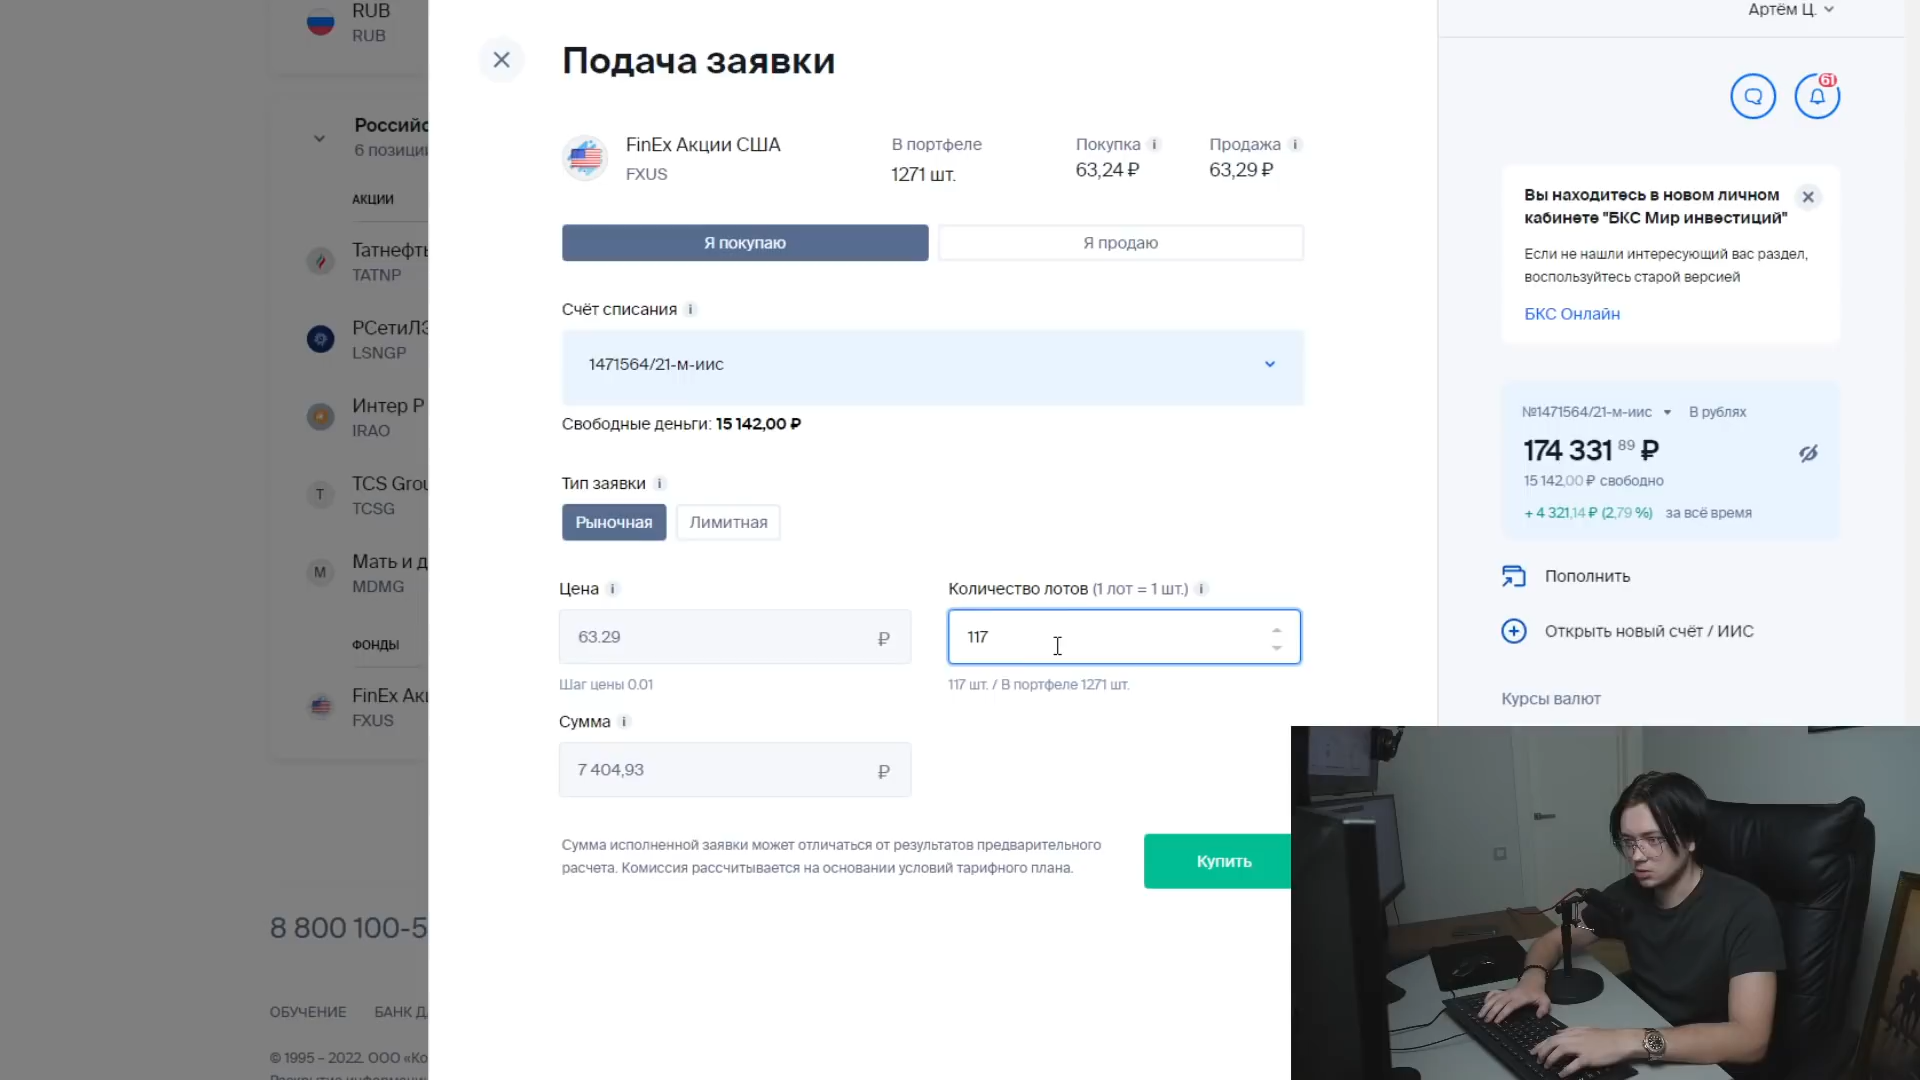 RUB
RUB
Российс
6 позици
АКЦИИ
Татнефть
TATNP
РСетиЛЭ
LSNGP
Интер Р
IRAO
T
TCS Grou
TCSG
М
Мать и д
MDMG
ФОНДЫ
FinEx Акц
FXUS
8 800 100-5
ОБУЧЕНИЕ БАНК Д
© 1995 – 2022. ООО «Ко
Подача заявки
FinEx Акции США
FXUS
В портфеле
1271 шт.
Покупка i
63,24 ₽
Продажа i
63,29 ₽
Я покупаю
Я продаю
Счёт списания i
1471564/21-м-иис
Свободные деньги: 15 142,00 ₽
Тип заявки i
Рыночная
Лимитная
Цена i
63.29 ₽
Шаг цены 0.01
Количество лотов (1 лот = 1 шт.) i
117
117 шт. / В портфеле 1271 шт.
Сумма i
7 404,93 ₽
Сумма исполненной заявки может отличаться от результатов предварительного
расчета. Комиссия рассчитывается на основании условий тарифного плана.
Купить
Артём Ц.
61
Вы находитесь в новом личном
кабинете "БКС Мир инвестиций"
Если не нашли интересующий вас раздел,
воспользуйтесь старой версией
БКС Онлайн
№1471564/21-м-иис В рублях
174 331 89 ₽
15 142,00 ₽ свободно
+ 4 321,14 ₽ (2,79 %) за всё время
Пополнить
Открыть новый счёт / ИИС
Курсы валют